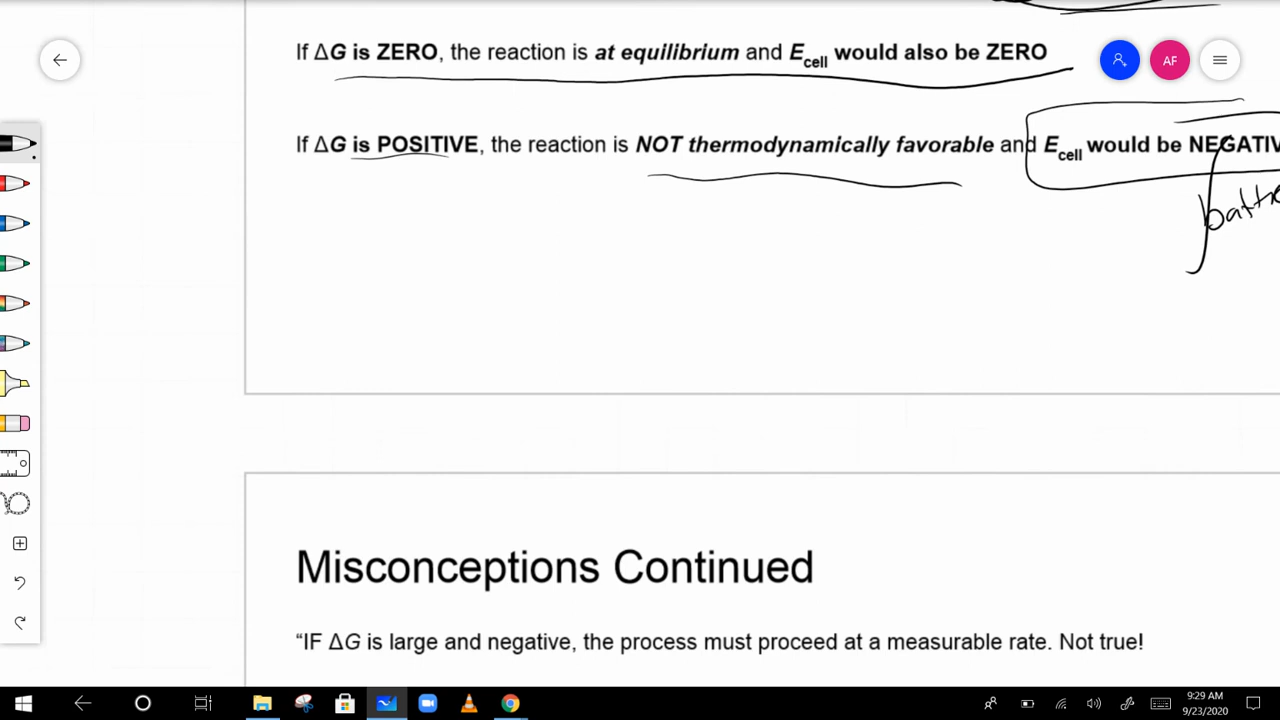 If ΔG is ZERO, the reaction is at equilibrium and Ecell would also be ZERO
AF
If ΔG is POSITIVE, the reaction is NOT thermodynamically favorable and Ecell would be NEGATIV
Misconceptions Continued
“IF ΔG is large and negative, the process must proceed at a measurable rate. Not true!
9:29 AM
9/23/2020